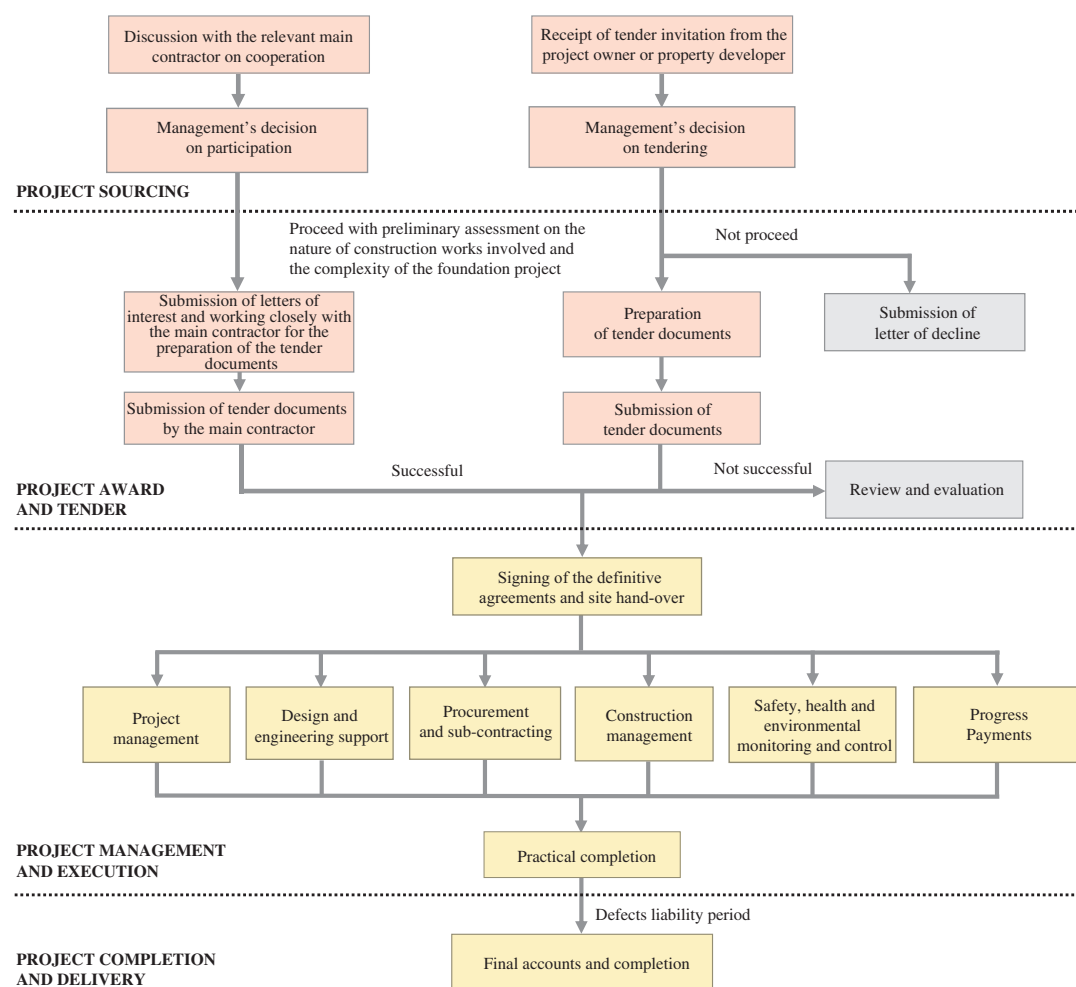 Discussion with the relevant main
contractor on cooperation
Receipt of tender invitation from the
project owner or property developer
Management’s decision
on participation
Management’s decision
on tendering
PROJECT SOURCING
Proceed with preliminary assessment on the
nature of construction works involved and
the complexity of the foundation project
Not proceed
Submission of letters of
interest and working closely with
the main contractor for the
preparation of the tender
documents
Preparation
of tender documents
Submission of
letter of decline
Submission of tender documents
by the main contractor
Submission of
tender documents
Successful
Not successful
PROJECT AWARD
AND TENDER
Review and evaluation
Signing of the definitive
agreements and site hand-over
Project
management
Design and
engineering support
Procurement
and sub-contracting
Construction
management
Safety, health and
environmental
monitoring and control
Progress
Payments
PROJECT MANAGEMENT
AND EXECUTION
Practical completion
Defects liability period
PROJECT COMPLETION
AND DELIVERY
Final accounts and completion